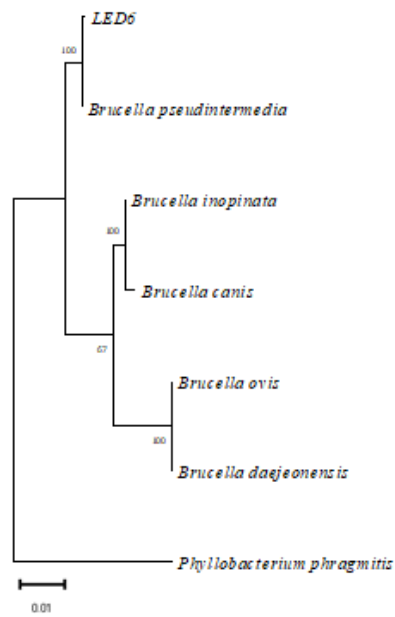 LED6
100
Brucella pseudintermedia
Brucella inopinata
100
Brucella canis
67
Brucella ovis
100
Brucella daejeonensis
Phyllobacterium phragmitis
0.01